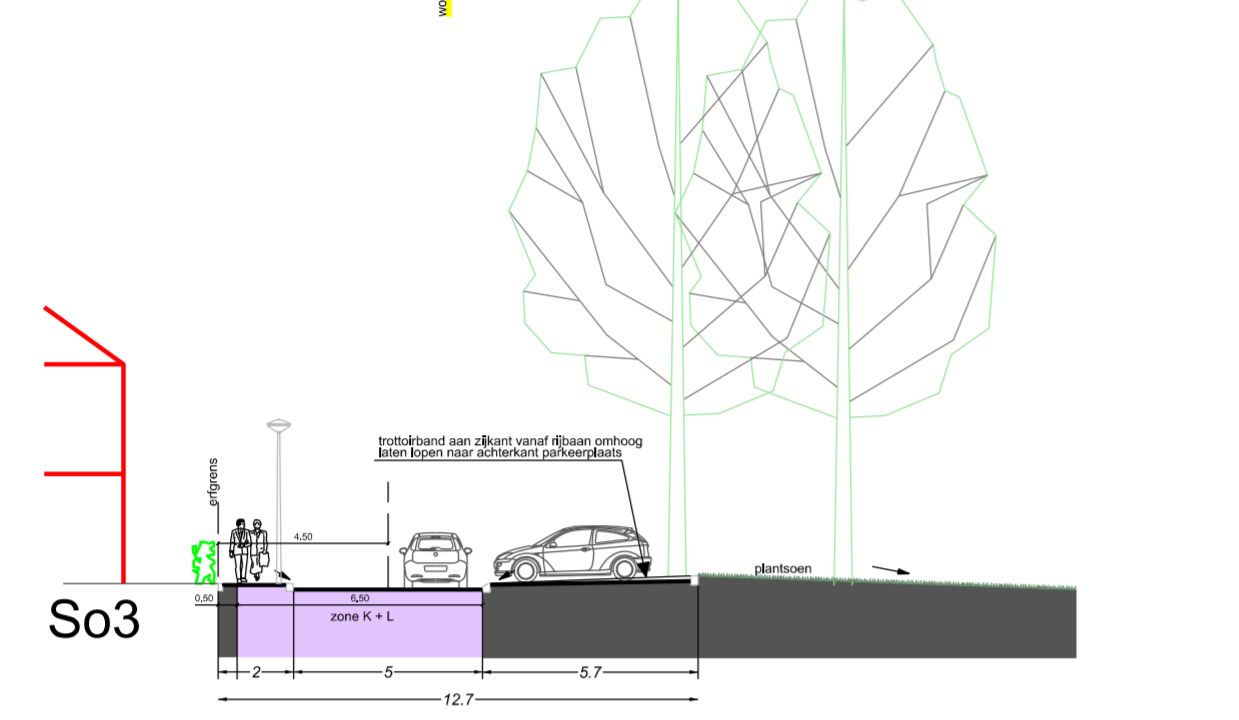 wo
trottoirband aan zijkant vanaf rijbaan omhoog
laten lopen naar achterkant parkeerplaats
erfgrens
4.50
plantsoen
So3
0,50
6,50
zone K + L
2
5
5.7
12.7